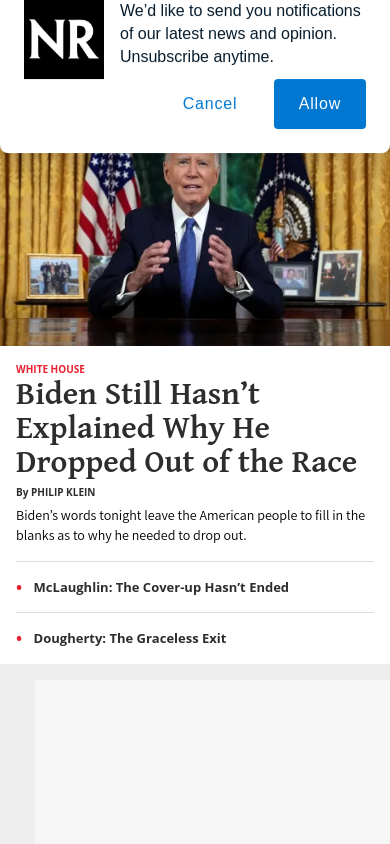 NR
We’d like to send you notifications
of our latest news and opinion.
Unsubscribe anytime.
Cancel
Allow
WHITE HOUSE
Biden Still Hasn’t
Explained Why He
Dropped Out of the Race
By PHILIP KLEIN
Biden’s words tonight leave the American people to fill in the
blanks as to why he needed to drop out.
• McLaughlin: The Cover-up Hasn’t Ended
• Dougherty: The Graceless Exit